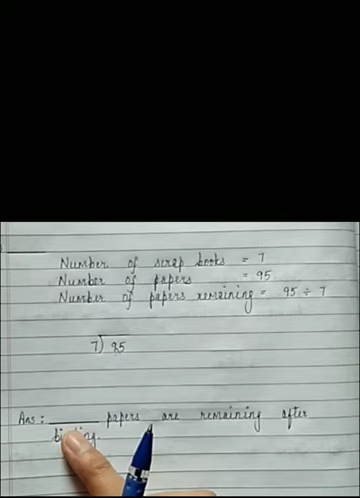 Number of scrap books = 7
Number of papers = 95
Number of papers remaining = 95 ÷ 7
7) 95
Ans: ______ papers are remaining after